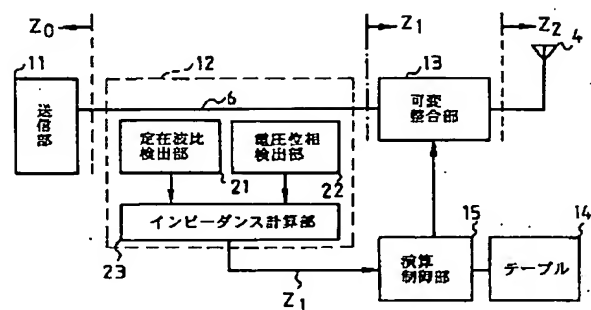 Z0
Z1
Z2
11
送信部
12
6
定在波比
検出部
21
電圧位相
検出部
22
インピーダンス計算部
23
Z1
13
可変
整合部
4
15
演算
制御部
14
テーブル